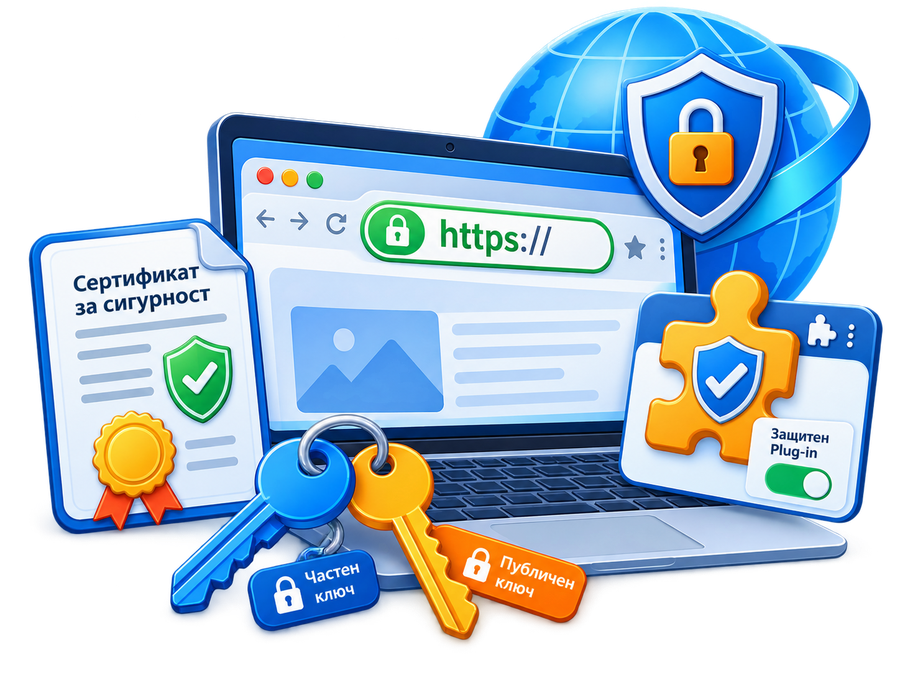 Сертификат
за сигурност
https://
Защитен
Plug-in
Частен
ключ
Публичен
ключ